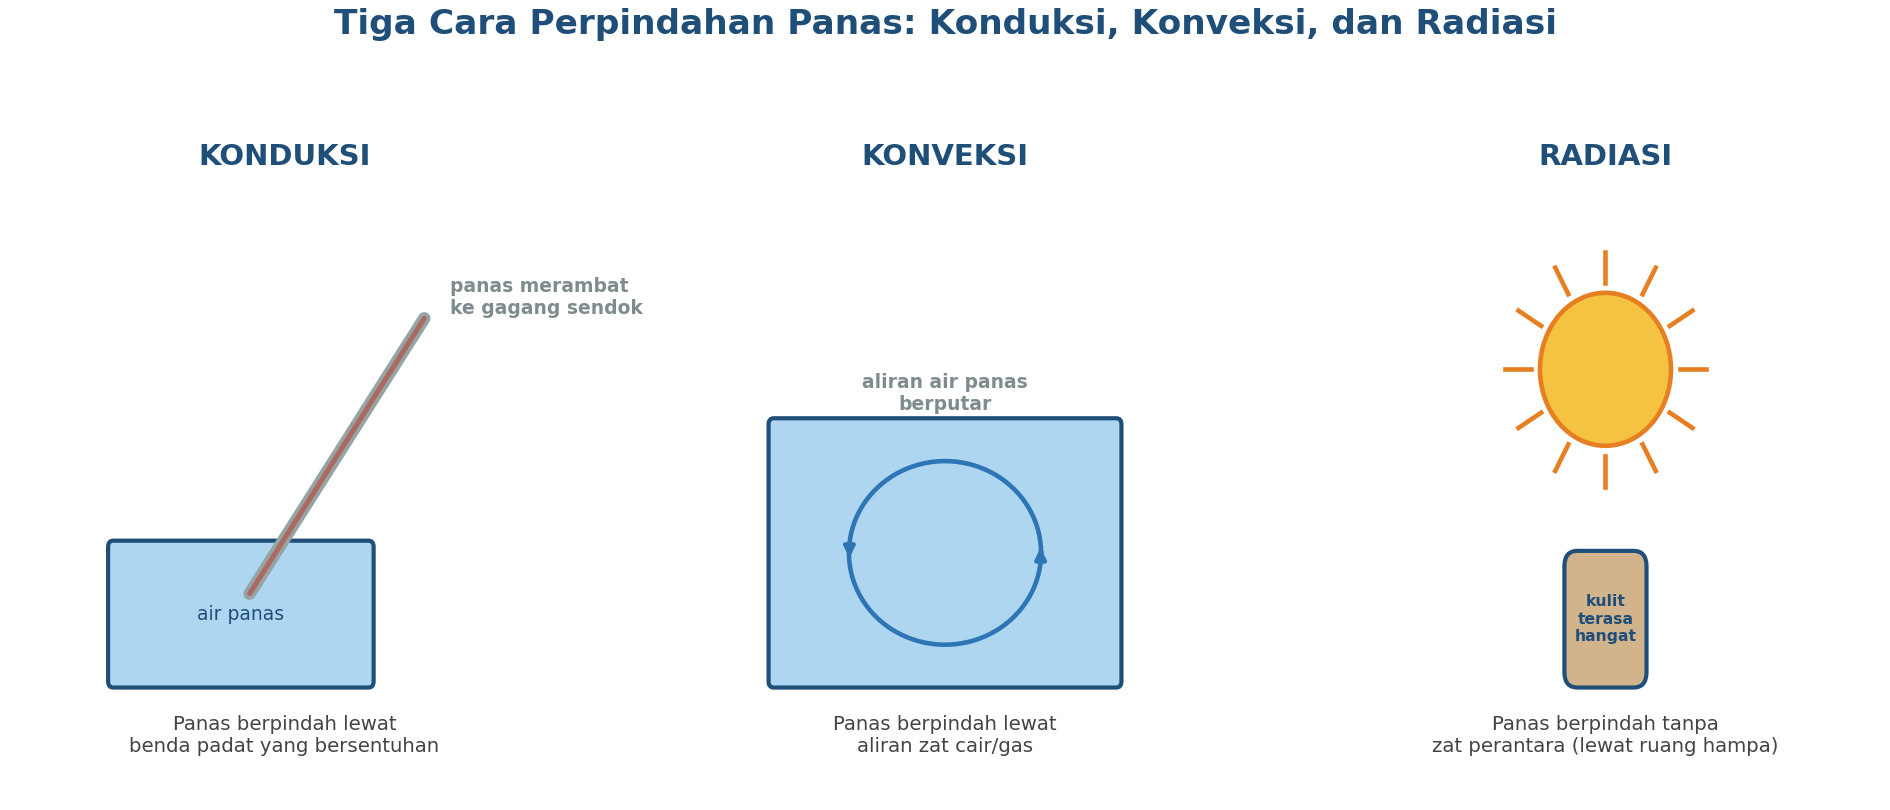 Tiga Cara Perpindahan Panas: Konduksi, Konveksi, dan Radiasi
KONDUKSI
panas merambat
ke gagang sendok
air panas
Panas berpindah lewat
benda padat yang bersentuhan
KONVEKSI
aliran air panas
berputar
Panas berpindah lewat
aliran zat cair/gas
RADIASI
kulit
terasa
hangat
Panas berpindah tanpa
zat perantara (lewat ruang hampa)